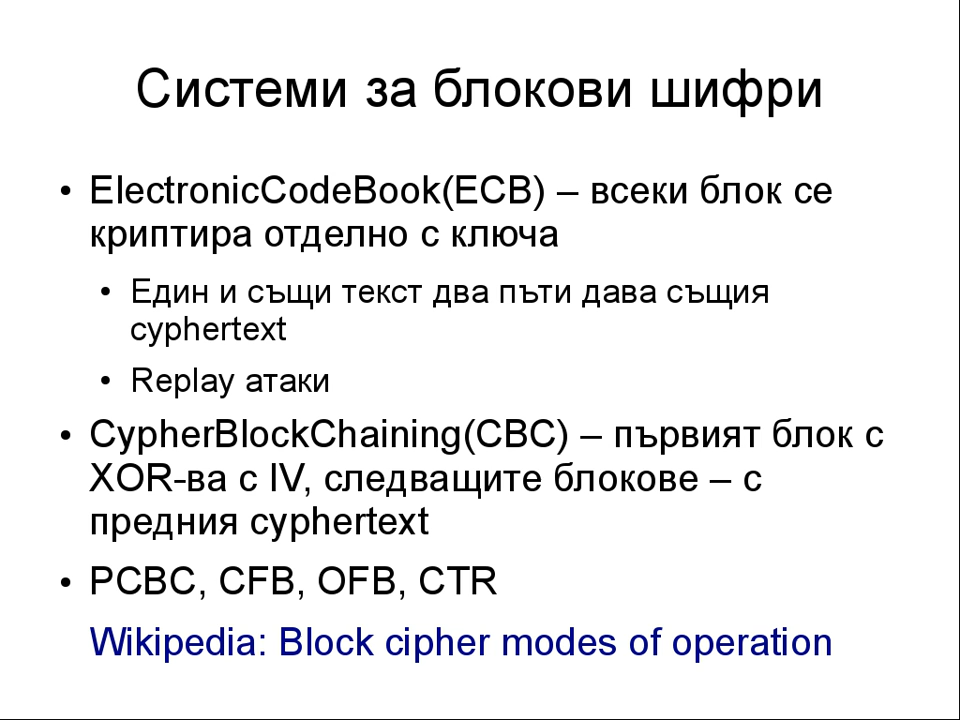 Системи за блокови шифри
• ElectronicCodeBook(ECB) – всеки блок се
криптира отделно с ключа
• Един и същи текст два пъти дава същия
cyphertext
• Replay атаки
• CypherBlockChaining(CBC) – първият блок с
XOR-ва с IV, следващите блокове – с
предния cyphertext
• PCBC, CFB, OFB, CTR
Wikipedia: Block cipher modes of operation